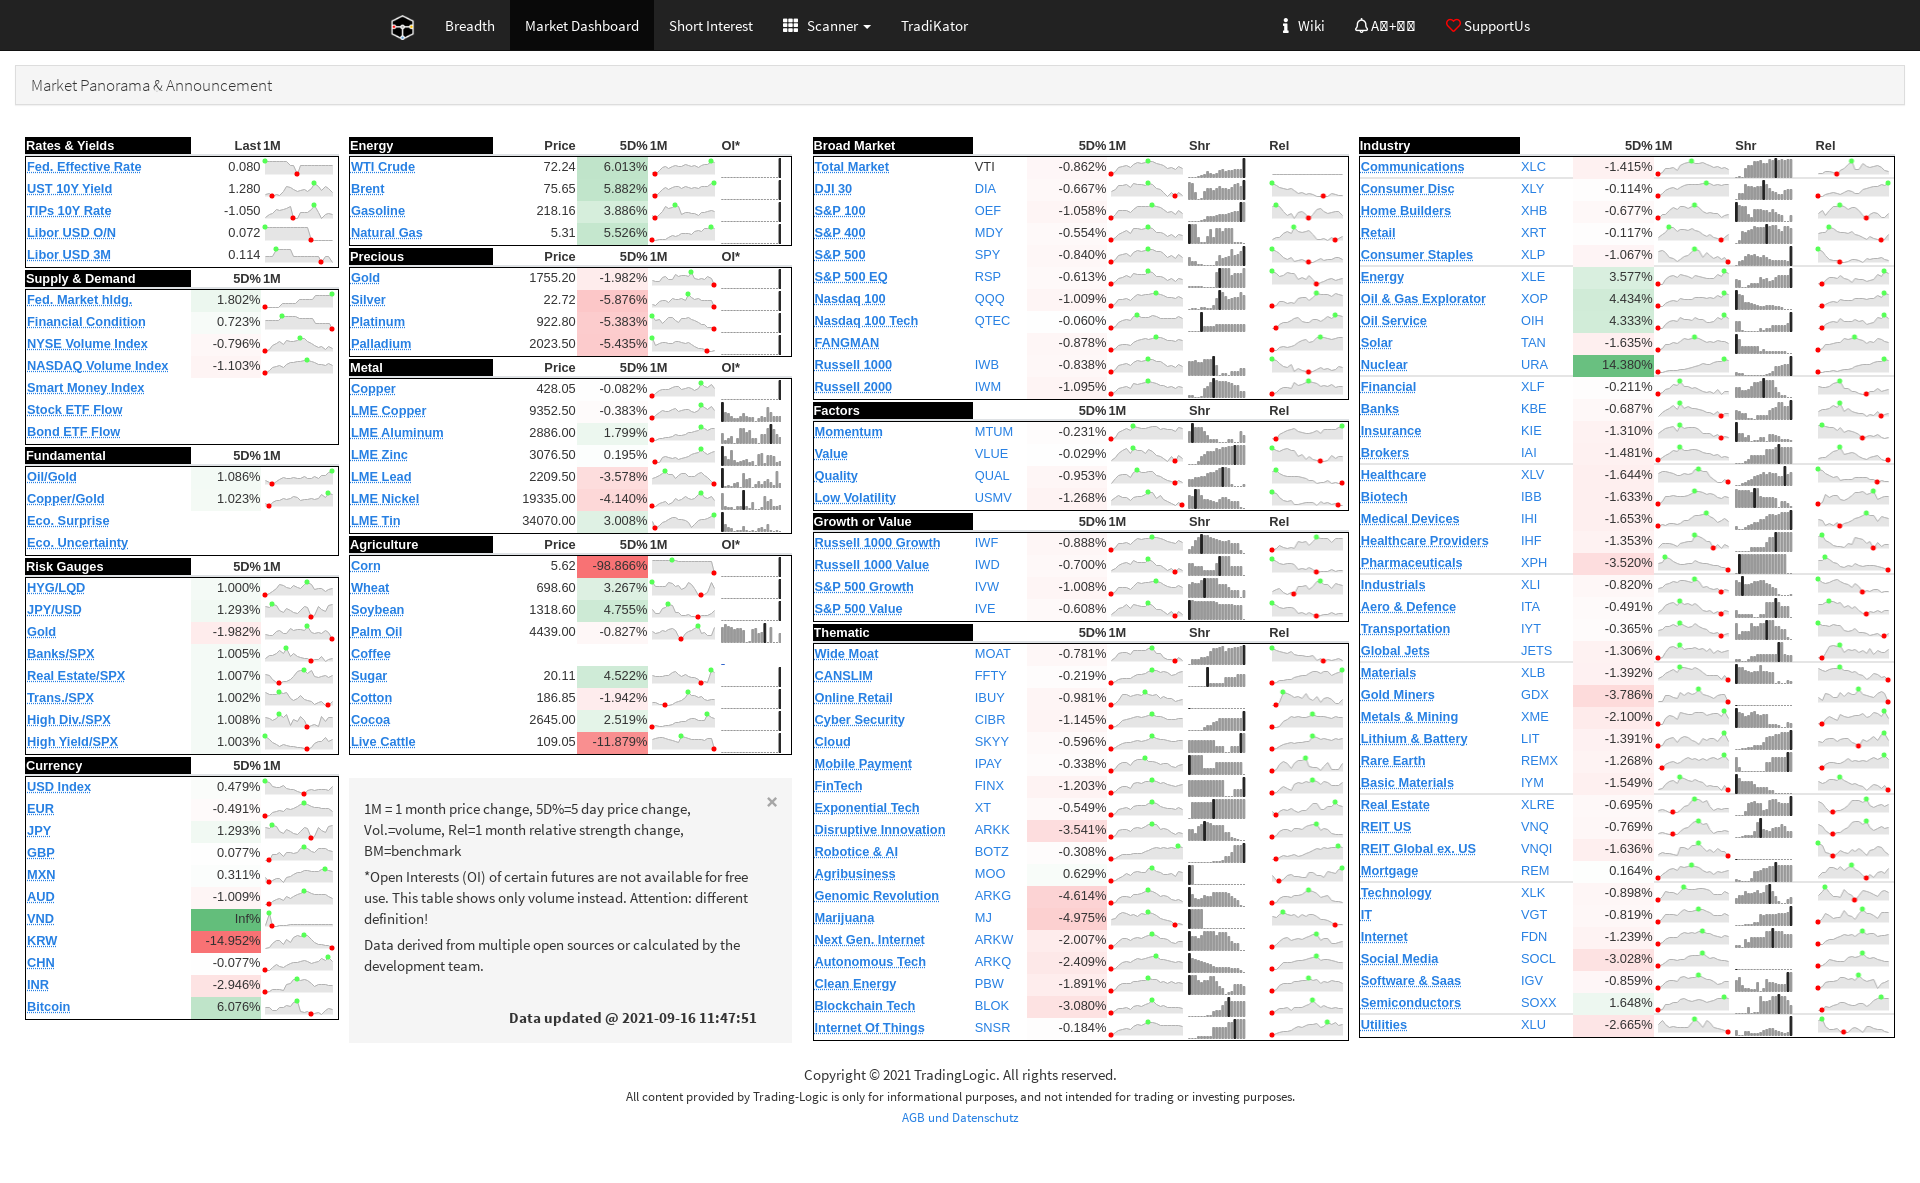 Breadth
Market Dashboard
Short Interest
Scanner
TradiKator
Wiki
SupportUs
Market Panorama & Announcement
Rates & Yields Last 1M
Fed. Effective Rate 0.080
UST 10Y Yield 1.280
TIPs 10Y Rate -1.050
Libor USD O/N 0.072
Libor USD 3M 0.114
Supply & Demand 5D% 1M
Fed. Market hldg. 1.802%
Financial Condition 0.723%
NYSE Volume Index -0.796%
NASDAQ Volume Index -1.103%
Smart Money Index
Stock ETF Flow
Bond ETF Flow
Fundamental 5D% 1M
Oil/Gold 1.086%
Copper/Gold 1.023%
Eco. Surprise
Eco. Uncertainty
Risk Gauges 5D% 1M
HYG/LQD 1.000%
JPY/USD 1.293%
Gold -1.982%
Banks/SPX 1.005%
Real Estate/SPX 1.007%
Trans./SPX 1.002%
High Div./SPX 1.008%
High Yield/SPX 1.003%
Currency 5D% 1M
USD Index 0.479%
EUR -0.491%
JPY 1.293%
GBP 0.077%
MXN 0.311%
AUD -1.009%
VND Inf%
KRW -14.952%
CHN -0.077%
INR -2.946%
Bitcoin 6.076%
Energy Price 5D% 1M OI*
WTI Crude 72.24 6.013%
Brent 75.65 5.882%
Gasoline 218.16 3.886%
Natural Gas 5.31 5.526%
Precious Price 5D% 1M OI*
Gold 1755.20 -1.982%
Silver 22.72 -5.876%
Platinum 922.80 -5.383%
Palladium 2023.50 -5.435%
Metal Price 5D% 1M OI*
Copper 428.05 -0.082%
LME Copper 9352.50 -0.383%
LME Aluminum 2886.00 1.799%
LME Zinc 3076.50 0.195%
LME Lead 2209.50 -3.578%
LME Nickel 19335.00 -4.140%
LME Tin 34070.00 3.008%
Agriculture Price 5D% 1M OI*
Corn 5.62 -98.866%
Wheat 698.60 3.267%
Soybean 1318.60 4.755%
Palm Oil 4439.00 -0.827%
Coffee -
Sugar 20.11 4.522%
Cotton 186.85 -1.942%
Cocoa 2645.00 2.519%
Live Cattle 109.05 -11.879%
×
1M = 1 month price change, 5D%=5 day price change,
Vol.=volume, Rel=1 month relative strength change,
BM=benchmark
*Open Interests (OI) of certain futures are not available for free
use. This table shows only volume instead. Attention: different
definition!
Data derived from multiple open sources or calculated by the
development team.
Data updated @ 2021-09-16 11:47:51
Broad Market 5D% 1M Shr Rel
Total Market VTI -0.862%
DJI 30 DIA -0.667%
S&P 100 OEF -1.058%
S&P 400 MDY -0.554%
S&P 500 SPY -0.840%
S&P 500 EQ RSP -0.613%
Nasdaq 100 QQQ -1.009%
Nasdaq 100 Tech QTEC -0.060%
FANGMAN -0.878%
Russell 1000 IWB -0.838%
Russell 2000 IWM -1.095%
Factors 5D% 1M Shr Rel
Momentum MTUM -0.231%
Value VLUE -0.029%
Quality QUAL -0.953%
Low Volatility USMV -1.268%
Growth or Value 5D% 1M Shr Rel
Russell 1000 Growth IWF -0.888%
Russell 1000 Value IWD -0.700%
S&P 500 Growth IVW -1.008%
S&P 500 Value IVE -0.608%
Thematic 5D% 1M Shr Rel
Wide Moat MOAT -0.781%
CANSLIM FFTY -0.219%
Online Retail IBUY -0.981%
Cyber Security CIBR -1.145%
Cloud SKYY -0.596%
Mobile Payment IPAY -0.338%
FinTech FINX -1.203%
Exponential Tech XT -0.549%
Disruptive Innovation ARKK -3.541%
Robotice & AI BOTZ -0.308%
Agribusiness MOO 0.629%
Genomic Revolution ARKG -4.614%
Marijuana MJ -4.975%
Next Gen. Internet ARKW -2.007%
Autonomous Tech ARKQ -2.409%
Clean Energy PBW -1.891%
Blockchain Tech BLOK -3.080%
Internet Of Things SNSR -0.184%
Industry 5D% 1M Shr Rel
Communications XLC -1.415%
Consumer Disc XLY -0.114%
Home Builders XHB -0.677%
Retail XRT -0.117%
Consumer Staples XLP -1.067%
Energy XLE 3.577%
Oil & Gas Explorator XOP 4.434%
Oil Service OIH 4.333%
Solar TAN -1.635%
Nuclear URA 14.380%
Financial XLF -0.211%
Banks KBE -0.687%
Insurance KIE -1.310%
Brokers IAI -1.481%
Healthcare XLV -1.644%
Biotech IBB -1.633%
Medical Devices IHI -1.653%
Healthcare Providers IHF -1.353%
Pharmaceuticals XPH -3.520%
Industrials XLI -0.820%
Aero & Defence ITA -0.491%
Transportation IYT -0.365%
Global Jets JETS -1.306%
Materials XLB -1.392%
Gold Miners GDX -3.786%
Metals & Mining XME -2.100%
Lithium & Battery LIT -1.391%
Rare Earth REMX -1.268%
Basic Materials IYM -1.549%
Real Estate XLRE -0.695%
REIT US VNQ -0.769%
REIT Global ex. US VNQI -1.636%
Mortgage REM 0.164%
Technology XLK -0.898%
IT VGT -0.819%
Internet FDN -1.239%
Social Media SOCL -3.028%
Software & Saas IGV -0.859%
Semiconductors SOXX 1.648%
Utilities XLU -2.665%
Copyright © 2021 TradingLogic. All rights reserved.
All content provided by Trading-Logic is only for informational purposes, and not intended for trading or investing purposes.
AGB und Datenschutz